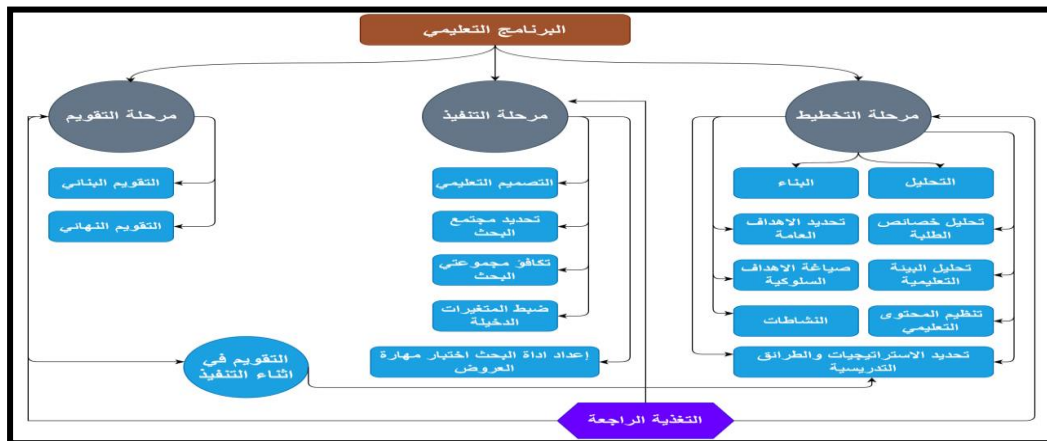 البرنامج التعليمي
مرحلة التخطيط
مرحلة التنفيذ
مرحلة التقويم
التحليل
البناء
تحليل خصائص
الطلبة
تحديد الاهداف
العامة
تحليل البيئة
التعليمية
صياغة الاهداف
السلوكية
تنظيم المحتوى
التعليمي
النشاطات
تحديد الاستراتيجيات والطرائق
التدريسية
التصميم التعليمي
تحديد مجتمع
البحث
تكافؤ مجموعتي
البحث
ضبط المتغيرات
الدخيلة
إعداد اداة البحث اختبار مهارة
العروض
التقويم البنائي
التقويم النهائي
التقويم في
اثناء التنفيذ
التغذية الراجعة